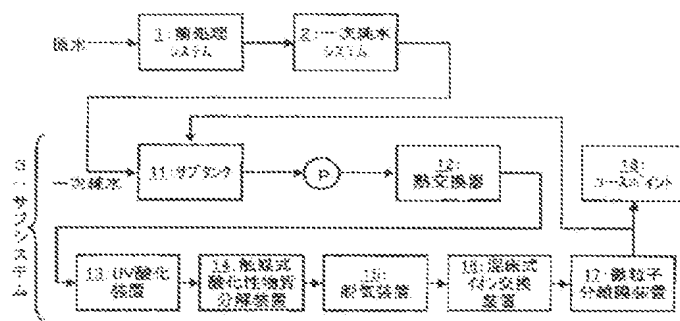 原水
1:前処理
システム
2:一次純水
システム
3:サブシステム
一次純水
11:サブタンク
P
12:
熱交換器
18:
ユースポイント
13:UV酸化
装置
14:触媒式
酸化性物質
分解装置
15:
脱気装置
16:混床式
イオン交換
装置
17:微粒子
分離膜装置